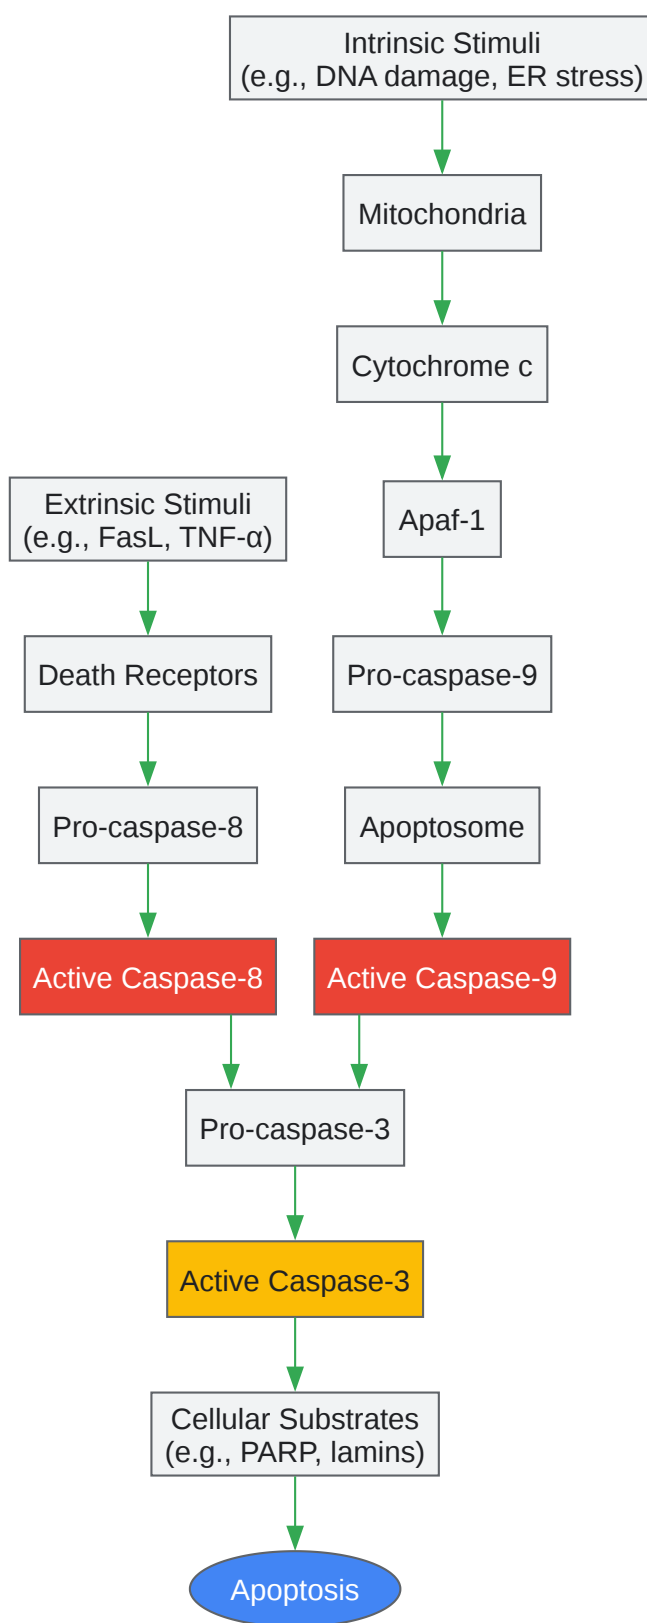 Intrinsic Stimuli
(e.g., DNA damage, ER stress)
Mitochondria
Cytochrome c
Extrinsic Stimuli
(e.g., FasL, TNF-α)
Apaf-1
Death Receptors
Pro-caspase-9
Pro-caspase-8
Apoptosome
Active Caspase-8
Active Caspase-9
Pro-caspase-3
Active Caspase-3
Cellular Substrates
(e.g., PARP, lamins)
Apoptosis